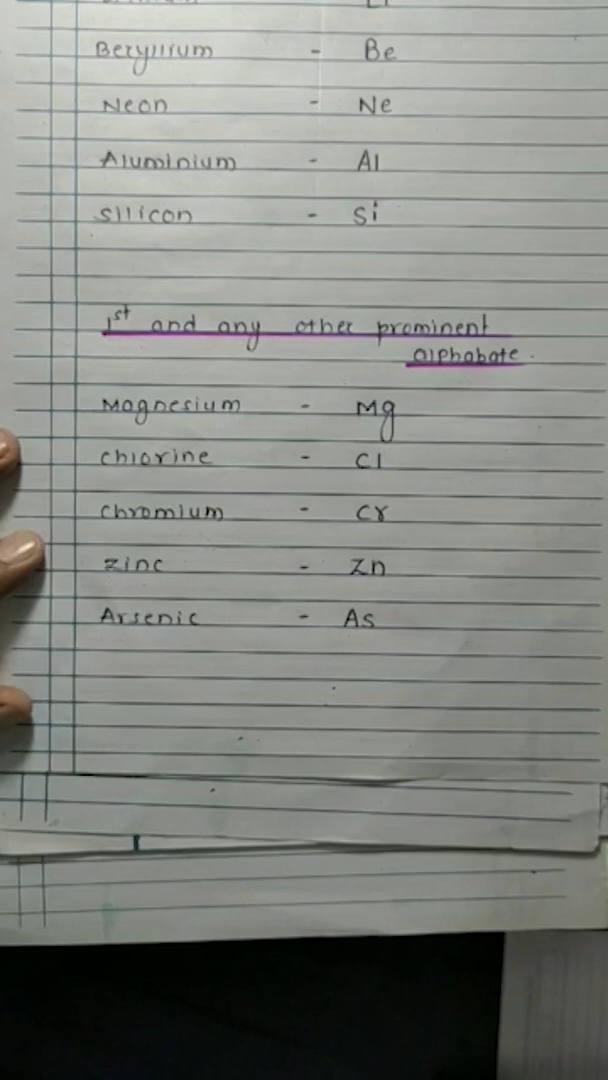 Beryllium - Be
Neon - Ne
Aluminium - Al
Silicon - Si
1st and any other prominent
alphabate.
Magnesium - Mg
Chlorine - Cl
Chromium - Cr
Zinc - Zn
Arsenic - As